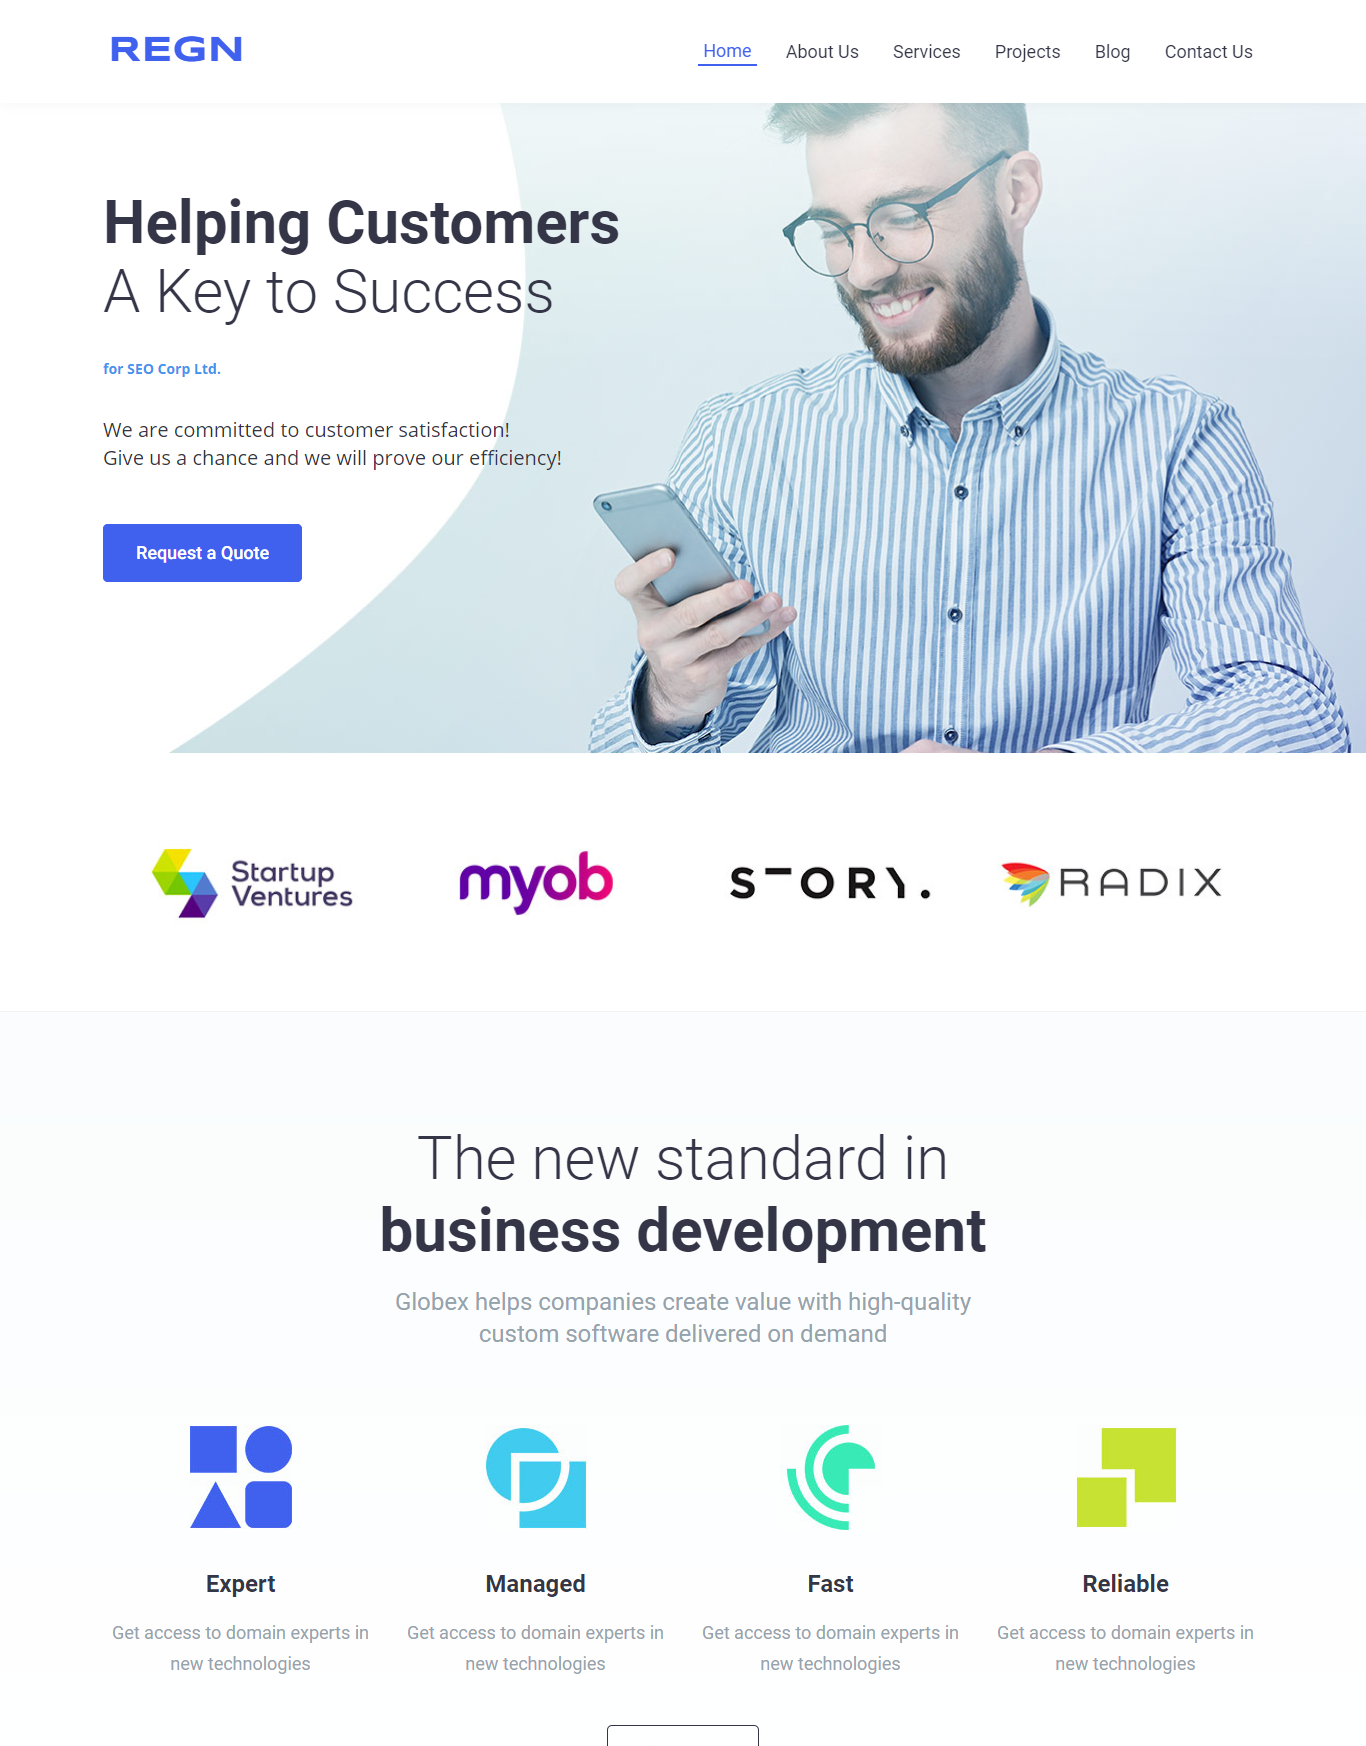 REGN
Home About Us Services Projects Blog Contact Us
Helping Customers
A Key to Success
for SEO Corp Ltd.
We are committed to customer satisfaction!
Give us a chance and we will prove our efficiency!
Request a Quote
Startup
Ventures
myob
STORY.
RADIX
The new standard in
business development
Globex helps companies create value with high-quality
custom software delivered on demand
Expert
Get access to domain experts in
new technologies
Managed
Get access to domain experts in
new technologies
Fast
Get access to domain experts in
new technologies
Reliable
Get access to domain experts in
new technologies